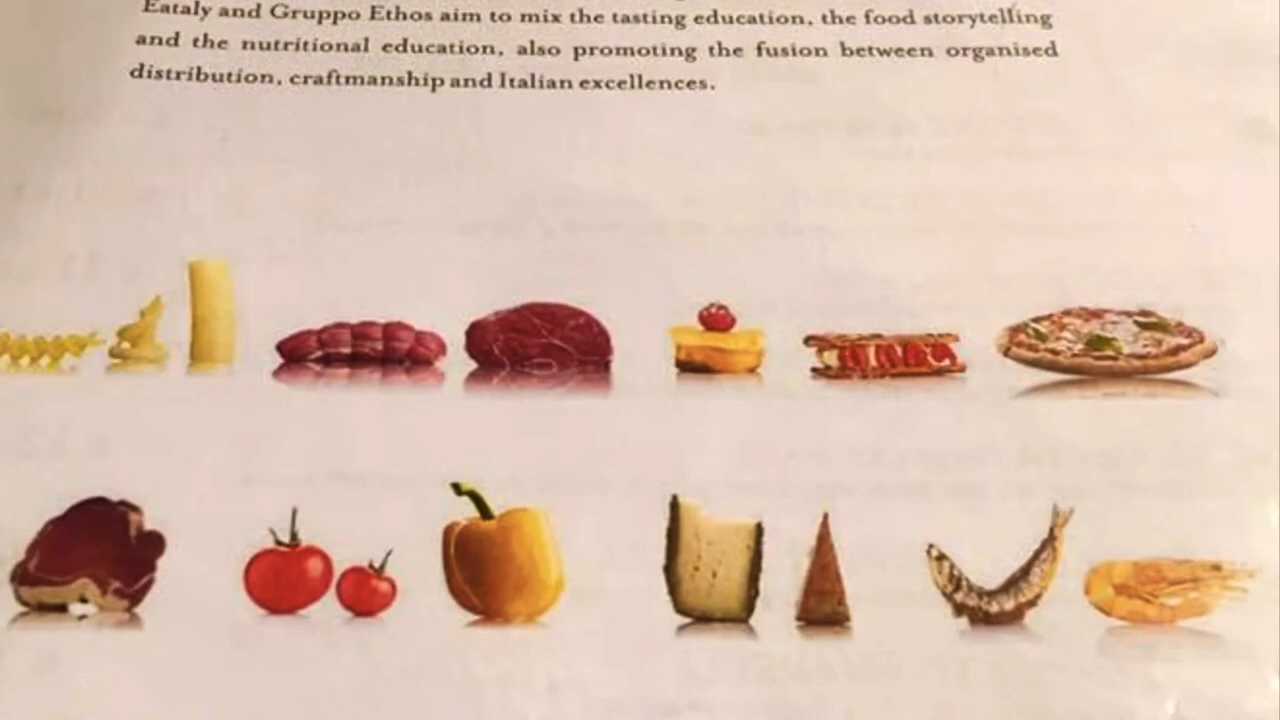 Eataly and Gruppo Ethos aim to mix the tasting education, the food storytelling
and the nutritional education, also promoting the fusion between organised
distribution, craftmanship and Italian excellences.